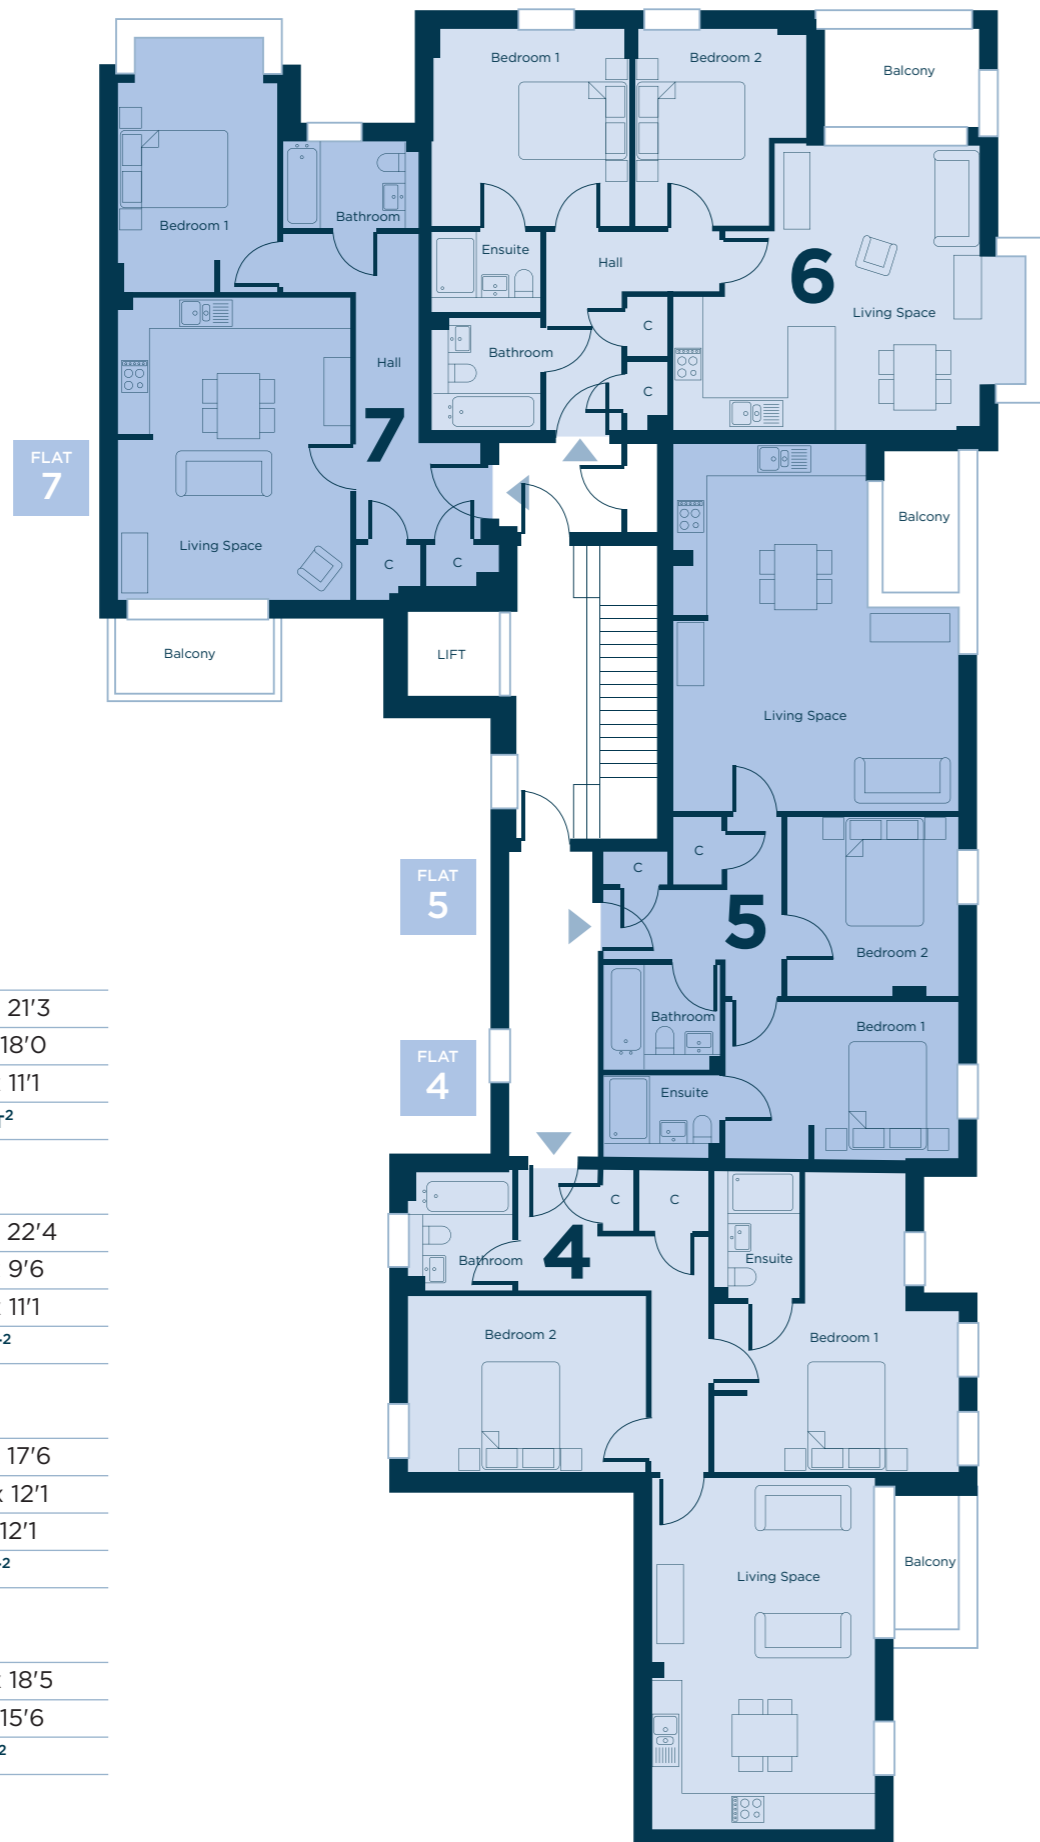 Bedroom 1
Bedroom 2
Balcony
Bedroom 1
Bathroom
Ensuite
Hall
6
Living Space
C
Bathroom
Hall
C
7
FLAT
7
Living Space
C
C
Balcony
LIFT
Balcony
Living Space
FLAT
5
C
C
5
Bedroom 2
Bathroom
Bedroom 1
FLAT
4
Ensuite
C
C
4
Bathroom
Ensuite
Bedroom 2
Bedroom 1
Living Space
Balcony
21'3
18'0
11'1
22'4
9'6
11'1
17'6
x 12'1
12'1
18'5
15'6